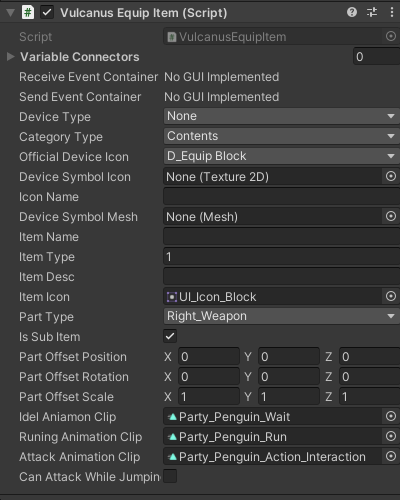 Vulcanus Equip Item (Script)
Script VulcanusEquipItem
Variable Connectors 0
Receive Event Container No GUI Implemented
Send Event Container No GUI Implemented
Device Type None
Category Type Contents
Official Device Icon D_Equip Block
Device Symbol Icon None (Texture 2D)
Icon Name
Device Symbol Mesh None (Mesh)
Item Name
Item Type 1
Item Desc
Item Icon UI_Icon_Block
Part Type Right_Weapon
Is Sub Item
Part Offset Position X 0 Y 0 Z 0
Part Offset Rotation X 0 Y 0 Z 0
Part Offset Scale X 1 Y 1 Z 1
Idel Aniamon Clip Party_Penguin_Wait
Runing Animation Clip Party_Penguin_Run
Attack Animation Clip Party_Penguin_Action_Interaction
Can Attack While Jumpin